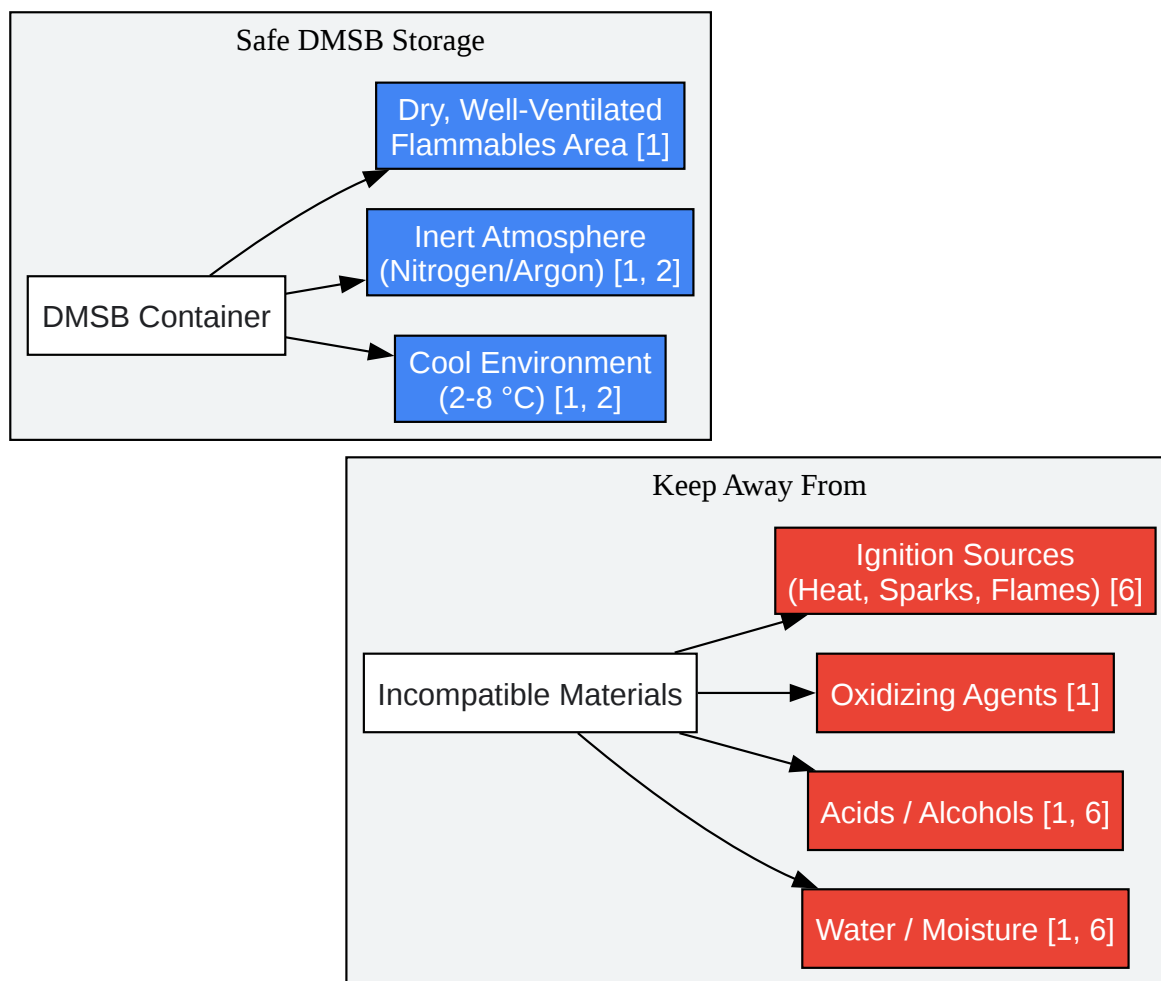 Safe DMSB Storage
Dry, Well-Ventilated
Flammables Area [1]
Inert Atmosphere
(Nitrogen/Argon) [1, 2]
DMSB Container
Cool Environment
(2-8 °C) [1, 2]
Keep Away From
Ignition Sources
(Heat, Sparks, Flames) [6]
Incompatible Materials
Oxidizing Agents [1]
Acids / Alcohols [1, 6]
Water / Moisture [1, 6]